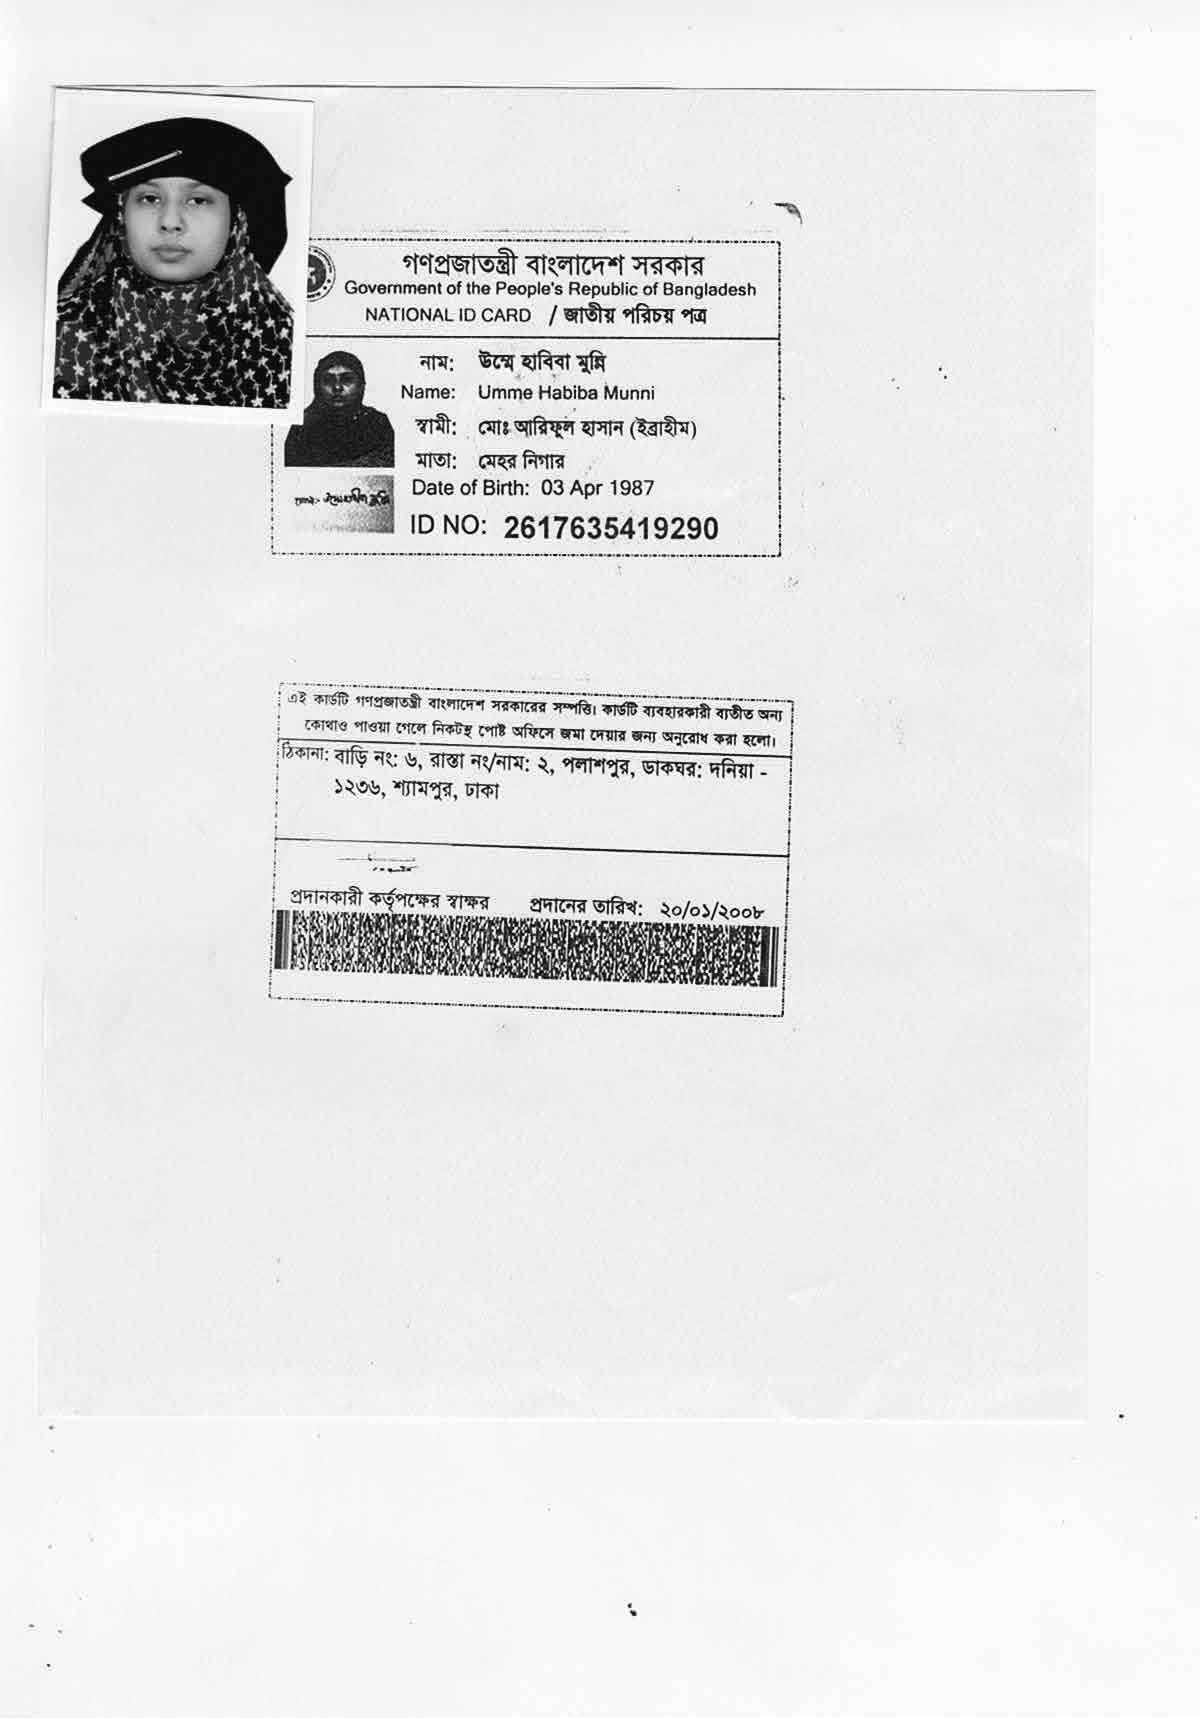 গণপ্রজাতন্ত্রী বাংলাদেশ সরকার
Government of the People's Republic of Bangladesh
NATIONAL ID CARD / জাতীয় পরিচয় পত্র
নাম: উম্মে হাবিবা মুন্নি
Name: Umme Habiba Munni
স্বামী: মোঃ আরিফুল হাসান (ইব্রাহীম)
মাতা: মেহর নিগার
Date of Birth: 03 Apr 1987
ID NO: 2617635419290
এই কার্ডটি গণপ্রজাতন্ত্রী বাংলাদেশ সরকারের সম্পত্তি। কার্ডটি ব্যবহারকারী ব্যতীত অন্য
কোথাও পাওয়া গেলে নিকটস্থ পোষ্ট অফিসে জমা দেয়ার জন্য অনুরোধ করা হলো।
ঠিকানা: বাড়ি নং: ৬, রাস্তা নং/নাম: ২, পলাশপুর, ডাকঘর: দনিয়া -
১২৩৬, শ্যামপুর, ঢাকা
প্রদানকারী কর্তৃপক্ষের স্বাক্ষর প্রদানের তারিখ: ২০/০১/২০০৮